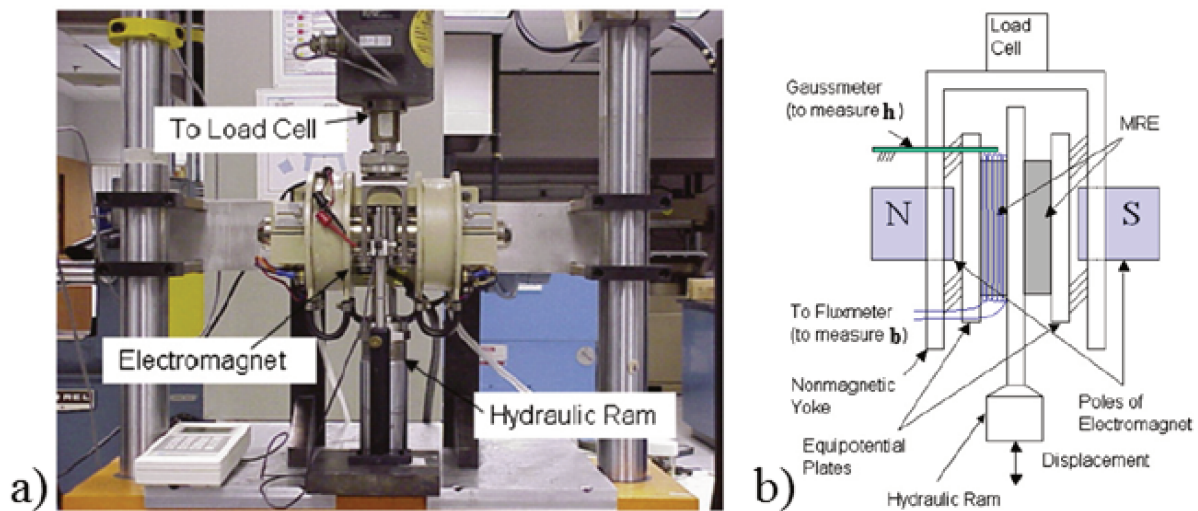 a)
To Load Cell
Electromagnet
Hydraulic Ram
REL
b)
Load
Cell
Gaussmeter
(to measure h)
MRE
N
S
To Fluxmeter
(to measure b)
Nonmagnetic
Yoke
Equipotential
Plates
Poles of
Electromagnet
Displacement
Hydraulic Ram